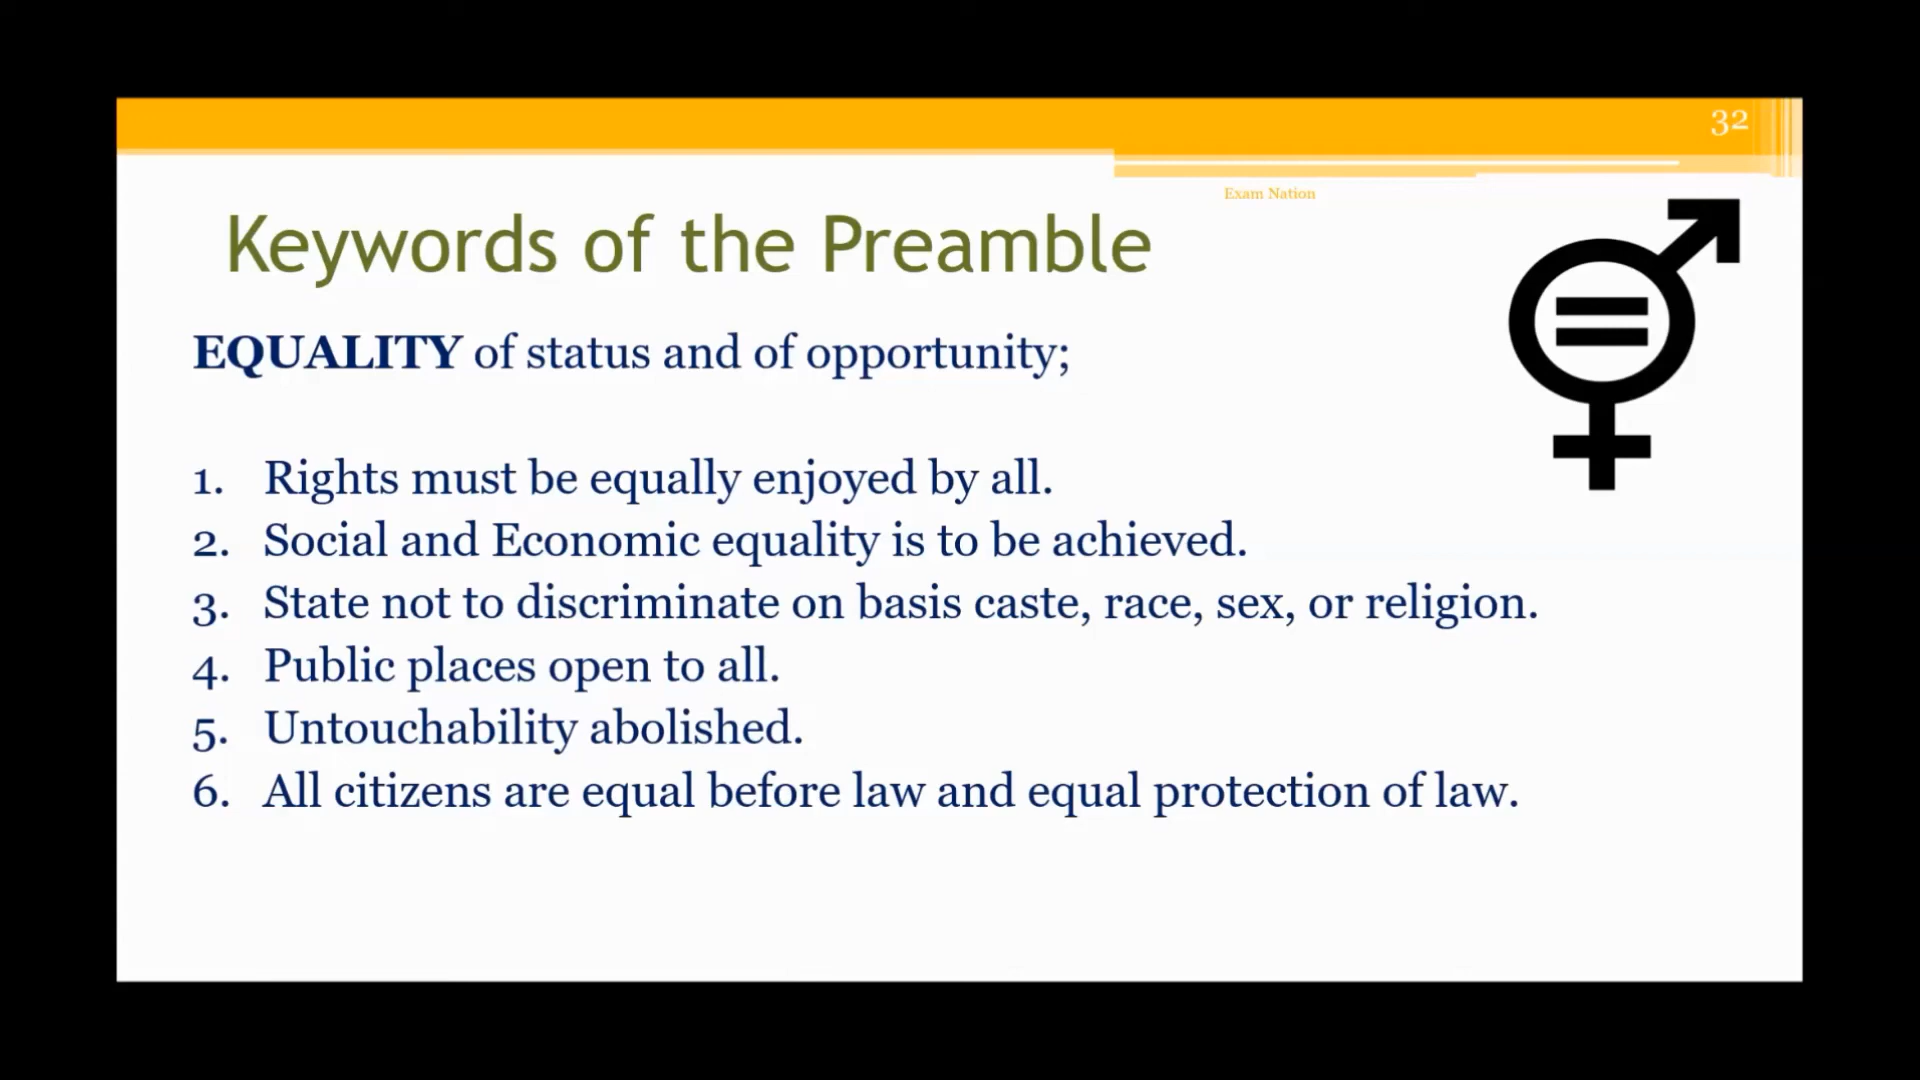 32
Exam Nation
Keywords of the Preamble
EQUALITY of status and of opportunity;
1. Rights must be equally enjoyed by all.
2. Social and Economic equality is to be achieved.
3. State not to discriminate on basis caste, race, sex, or religion.
4. Public places open to all.
5. Untouchability abolished.
6. All citizens are equal before law and equal protection of law.